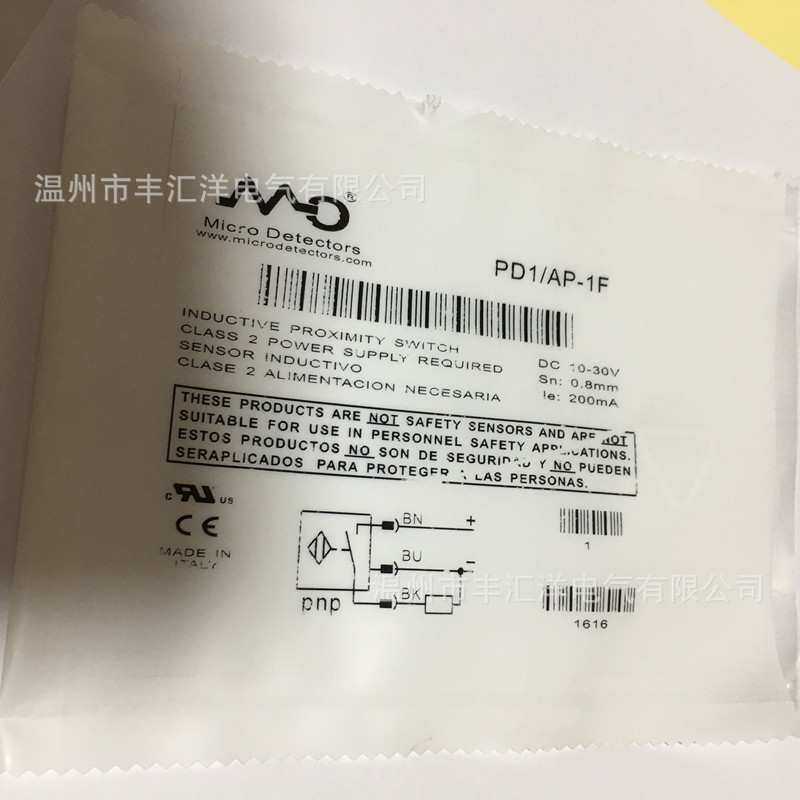 温州市丰汇洋电气有限公司
®
Micro Detectors
www.microdetectors.com
PD1/AP-1F
INDUCTIVE PROXIMITY SWITCH
CLASS 2 POWER SUPPLY REQUIRED
SENSOR INDUCTIVO
CLASE 2 ALIMENTACION NECESARIA
DC 10-30V
Sn: 0.8mm
Ie: 200mA
THESE PRODUCTS ARE NOT SAFETY SENSORS AND ARE NOT
SUITABLE FOR USE IN PERSONNEL SAFETY APPLICATIONS.
ESTOS PRODUCTOS NO SON DE SEGURIDAD Y NO PUEDEN
SERAPLICADOS PARA PROTEGER A LAS PERSONAS.
c RU US
CE
MADE IN
ITALY
BN +
BU -
BK
pnp
1
温州市丰汇洋电气有限公司
1616